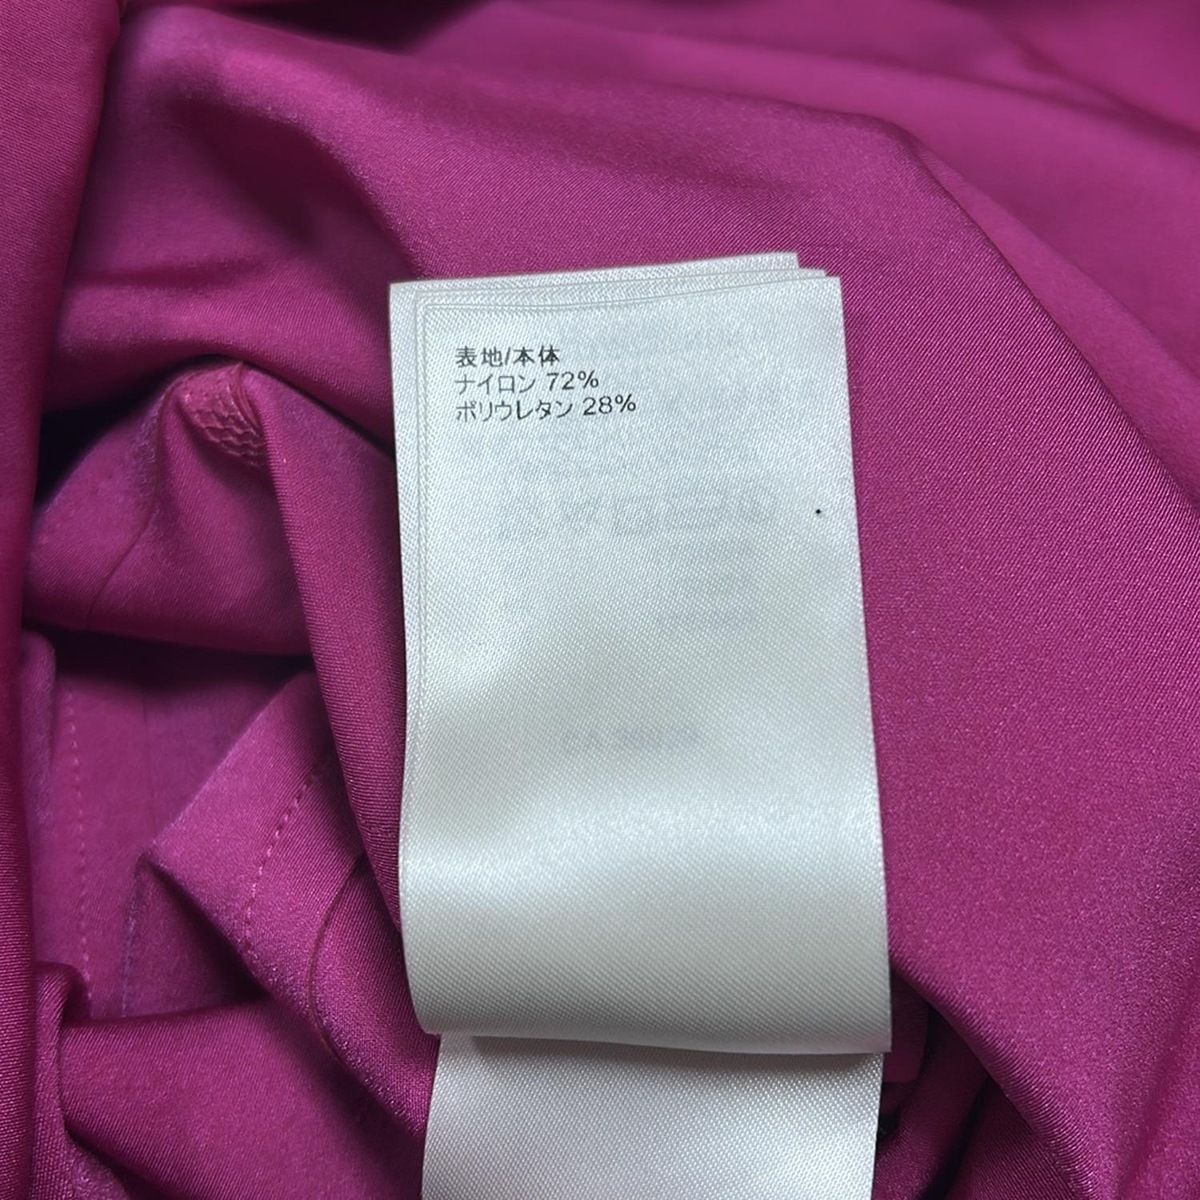 表地/本体
ナイロン 72%
ポリウレタン 28%